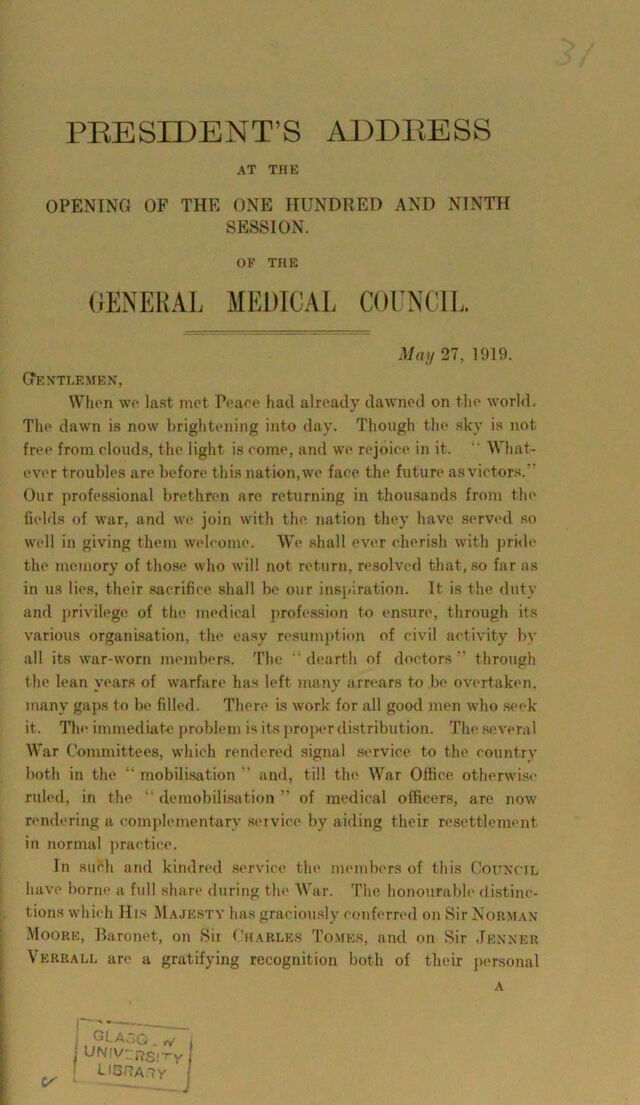 31
PRESIDENT'S ADDRESS
AT THE
OPENING OF THE ONE HUNDRED AND NINTH
SESSION.
OF THE
GENERAL MEDICAL COUNCIL.
May 27, 1919.
GENTLEMEN,
When we last met Peace had already dawned on the world.
The dawn is now brightening into day. Though the sky is not
free from clouds, the light is come, and we rejoice in it. "What-
ever troubles are before this nation, we face the future as victors."
Our professional brethren are returning in thousands from the
fields of war, and we join with the nation they have served so
well in giving them welcome. We shall ever cherish with pride
the memory of those who will not return, resolved that, so far as
in us lies, their sacrifice shall be our inspiration. It is the duty
and privilege of the medical profession to ensure, through its
various organisation, the easy resumption of civil activity by
all its war-worn members. The "dearth of doctors" through
the lean years of warfare has left many arrears to be overtaken,
many gaps to be filled. There is work for all good men who seek
it. The immediate problem is its proper distribution. The several
War Committees, which rendered signal service to the country
both in the "mobilisation" and, till the War Office otherwise
ruled, in the "demobilisation" of medical officers, are now
rendering a complementary service by aiding their resettlement
in normal practice.
In such and kindred service the members of this COUNCIL
have borne a full share during the War. The honourable distinc-
tions which HIS MAJESTY has graciously conferred on Sir NORMAN
MOORE, Baronet, on Sir CHARLES TOMES, and on Sir JENNER
VERRALL are a gratifying recognition both of their personal
A
GLASGOW
UNIVERSITY
LIBRARY